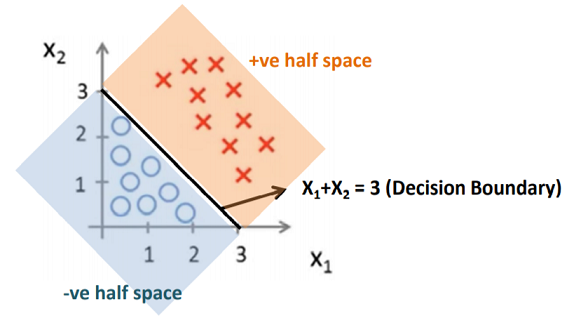 X₂
+ve half space
3
2
1
X₁+X₂ = 3 (Decision Boundary)
1 2 3
X₁
-ve half space